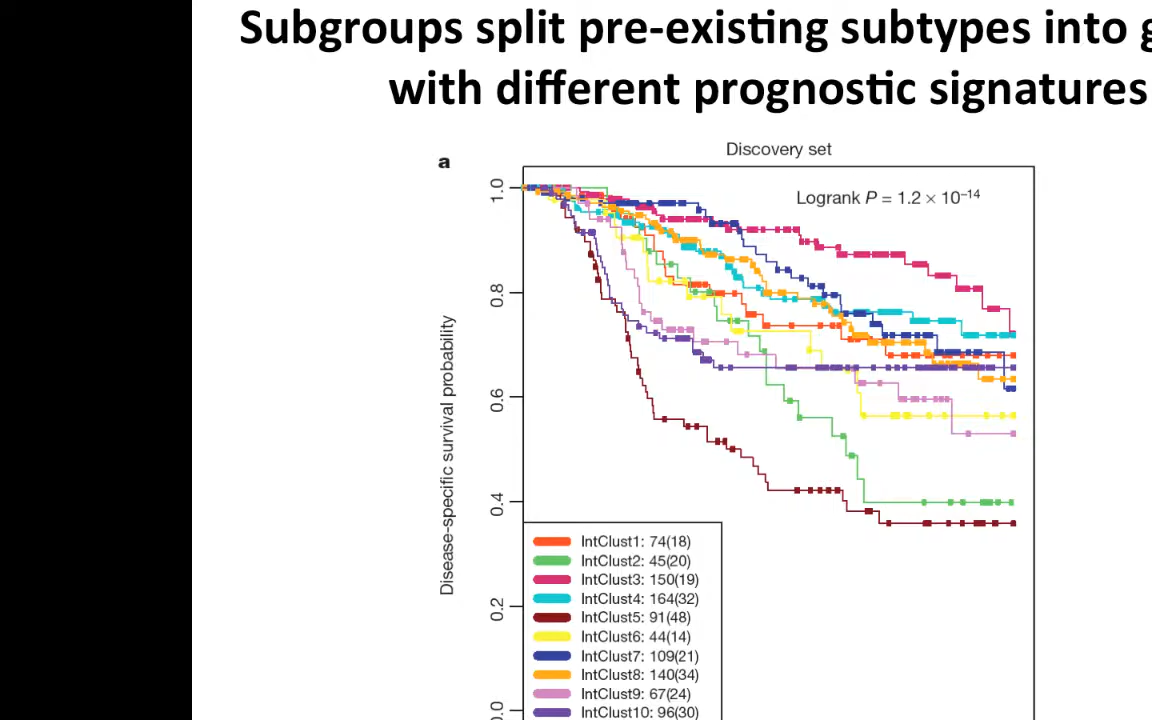 Subgroups split pre-existing subtypes into g
with different prognostic signatures
a
Discovery set
Logrank P = 1.2 × 10⁻¹⁴
Disease-specific survival probability
1.0
0.8
0.6
0.4
0.2
0.0
IntClust1: 74(18)
IntClust2: 45(20)
IntClust3: 150(19)
IntClust4: 164(32)
IntClust5: 91(48)
IntClust6: 44(14)
IntClust7: 109(21)
IntClust8: 140(34)
IntClust9: 67(24)
IntClust10: 96(30)